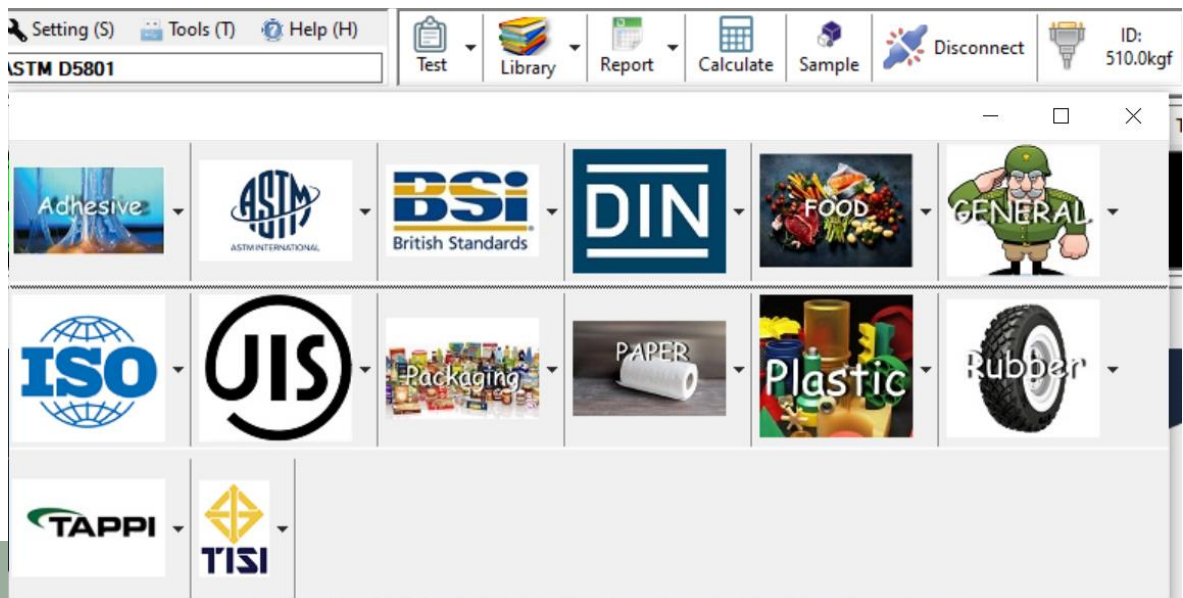 Setting (S) Tools (T) Help (H)
ASTM D5801
Test
Library
Report
Calculate
Sample
Disconnect
ID:
510.0kgf
Adhesive
ASTM
ASTM INTERNATIONAL
BSi
British Standards
DIN
FOOD
GENERAL
ISO
JIS
Packaging
PAPER
Plastic
Rubber
TAPPI
TISI